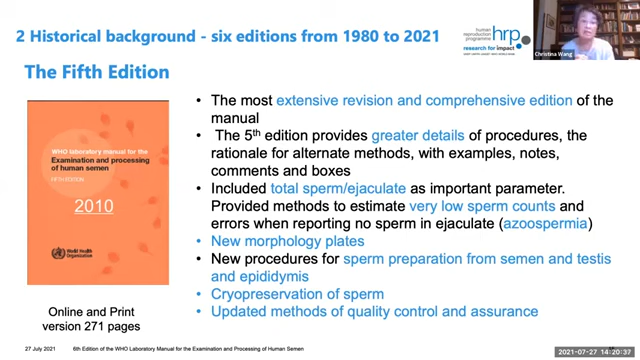 2 Historical background - six editions from 1980 to 2021
human
reproduction
programme
hrp
research for impact
Christina Wang
The Fifth Edition
WHO laboratory manual for the
Examination and processing
of human semen
FIFTH EDITION
2010
World Health
Organization
Online and Print
version 271 pages
• The most extensive revision and comprehensive edition of the
manual
• The 5th edition provides greater details of procedures, the
rationale for alternate methods, with examples, notes,
comments and boxes
• Included total sperm/ejaculate as important parameter.
Provided methods to estimate very low sperm counts and
errors when reporting no sperm in ejaculate (azoospermia)
• New morphology plates
• New procedures for sperm preparation from semen and testis
and epididymis
• Cryopreservation of sperm
• Updated methods of quality control and assurance
27 July 2021
6th Edition of the WHO Laboratory Manual for the Examination and Processing of Human Semen
2021-07-27 14:20:37